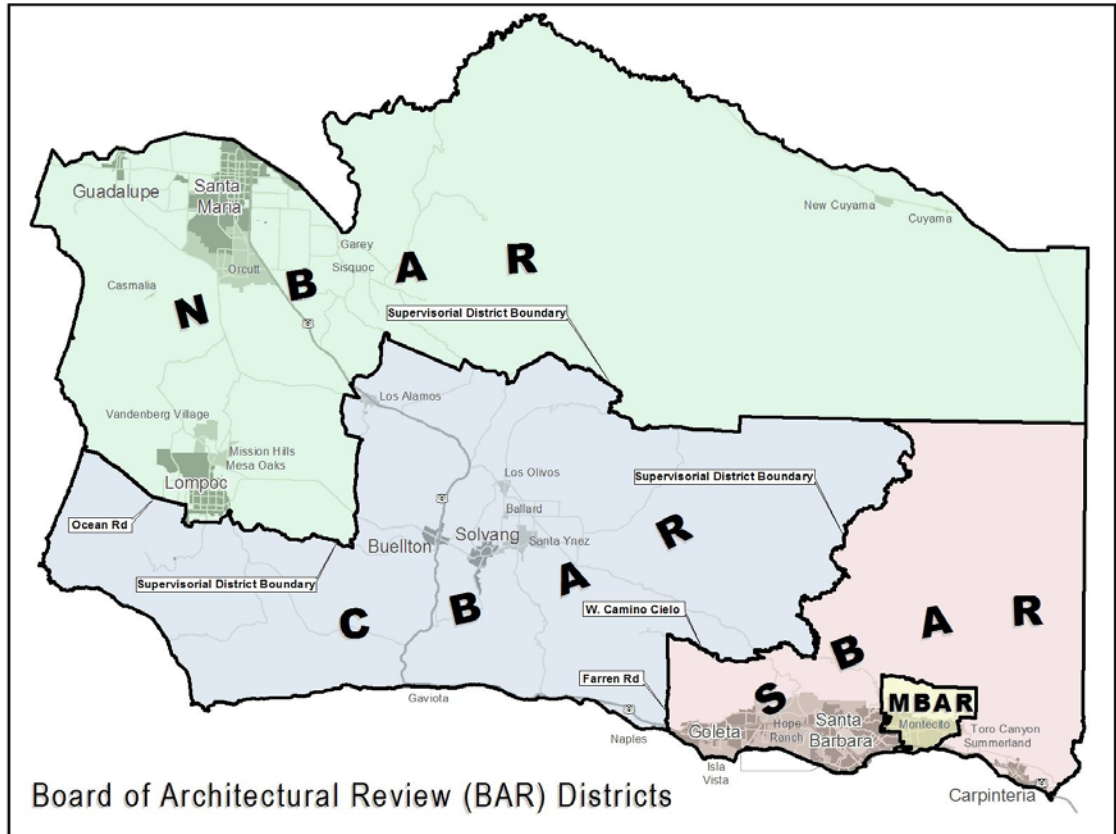 Guadalupe
Santa
Maria
Orcutt
Casmalia
Garey
Sisquoc
New Cuyama
Cuyama
N B A R
Supervisorial District Boundary
Los Alamos
Vandenberg Village
Mission Hills
Mesa Oaks
Lompoc
Ocean Rd
Supervisorial District Boundary
Los Olivos
Ballard
Solvang
Santa Ynez
Buellton
Supervisorial District Boundary
C B A R
W. Camino Cielo
Farren Rd
Gaviota
Naples
S B A R
MBAR
Montecito
Goleta
Hope
Ranch
Santa
Barbara
Isla
Vista
Toro Canyon
Summerland
Carpinteria
Board of Architectural Review (BAR) Districts